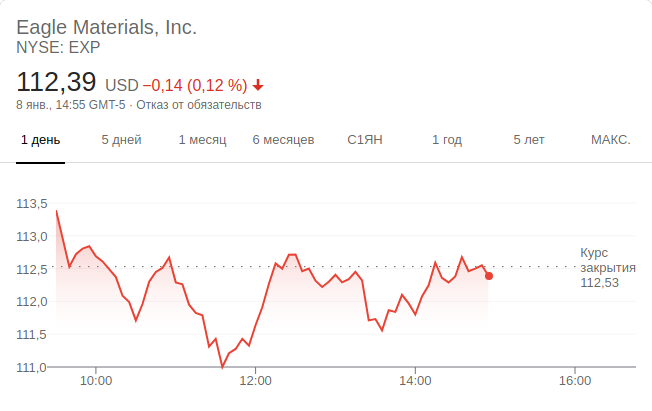 Eagle Materials, Inc.
NYSE: EXP
112,39 USD −0,14 (0,12 %)
8 янв., 14:55 GMT-5 · Отказ от обязательств
1 день 5 дней 1 месяц 6 месяцев С1ЯН 1 год 5 лет МАКС.
113,5
113,0
112,5
112,0
111,5
111,0
Курс
закрытия
112,53
10:00 12:00 14:00 16:00